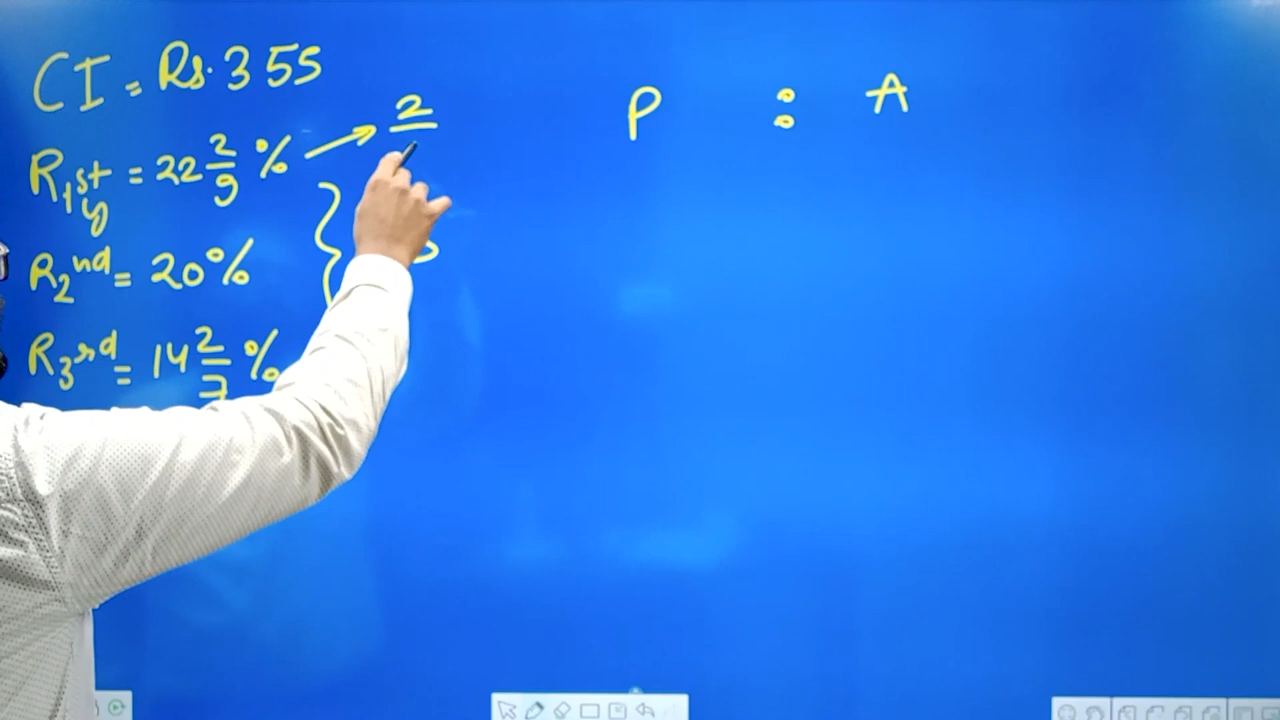 CI = Rs. 355
P : A
R1st y = 22 2/9 % → 2
R2nd = 20%
R3rd = 14 2/7 %